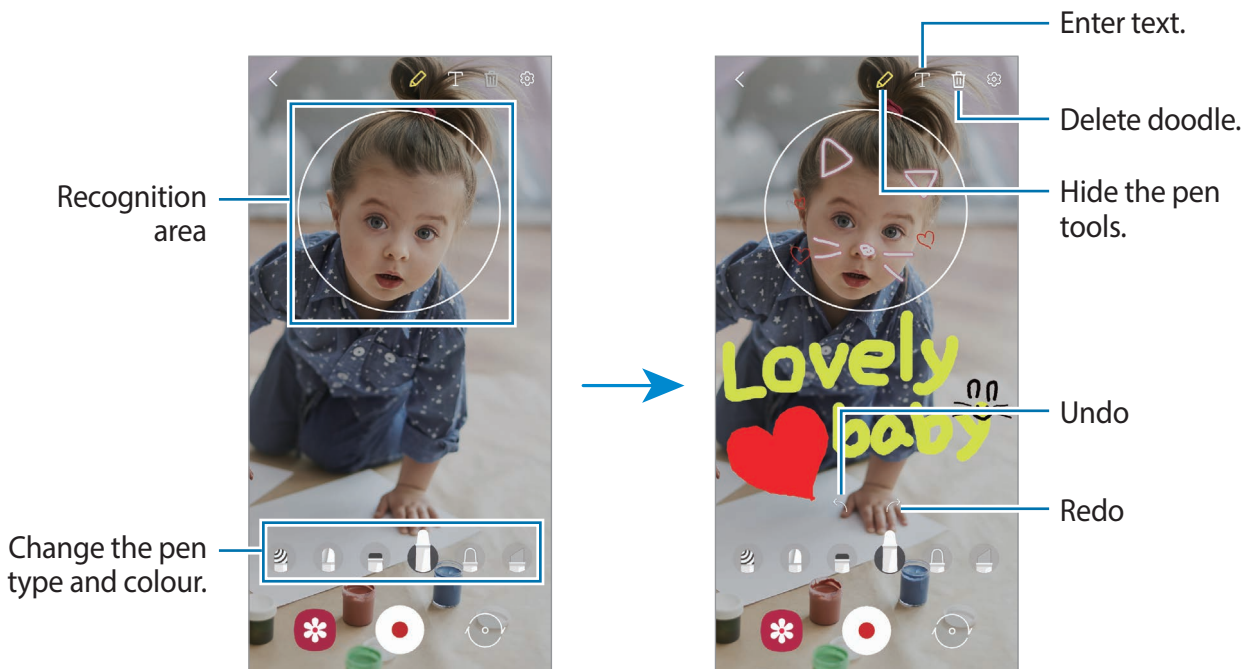 Enter text.
Delete doodle.
Hide the pen
tools.
Recognition
area
T
T
Lovely
baby
Undo
Redo
Change the pen
type and colour.